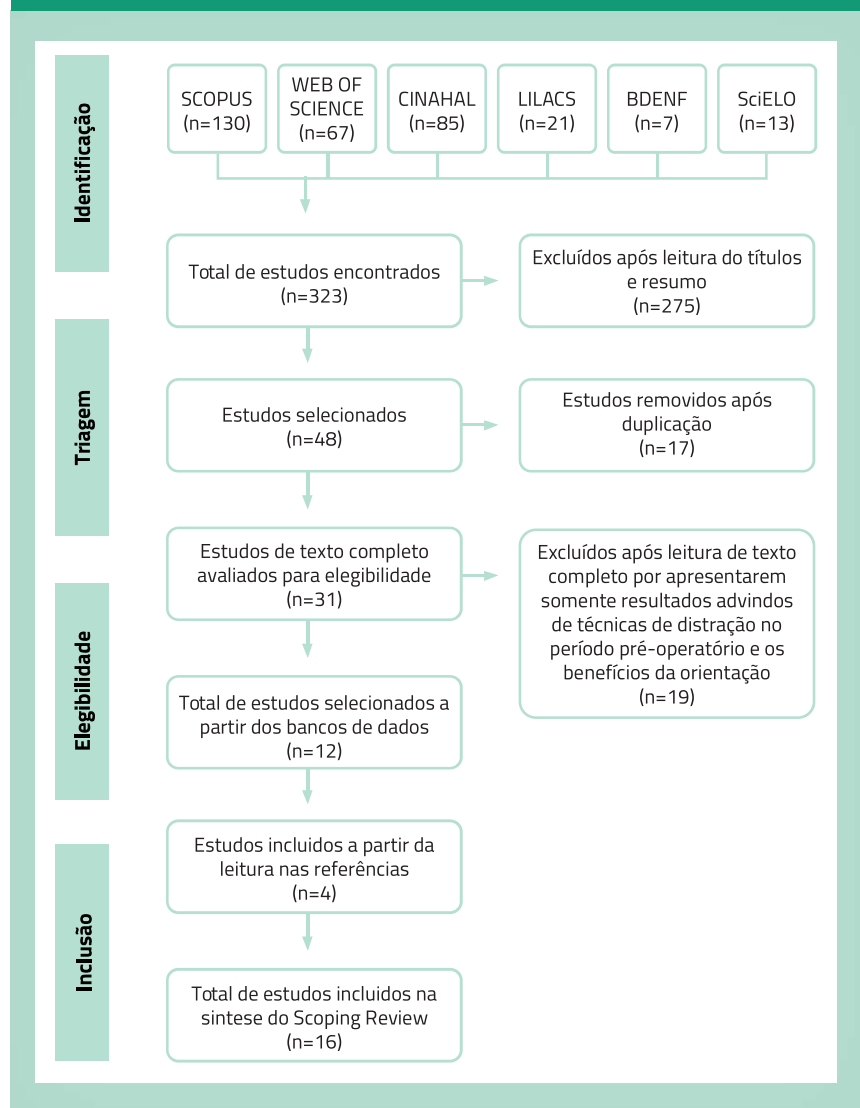 Identificação
SCOPUS
(n=130)
WEB OF
SCIENCE
(n=67)
CINAHAL
(n=85)
LILACS
(n=21)
BDENF
(n=7)
SciELO
(n=13)
Total de estudos encontrados
(n=323)
Excluídos após leitura do títulos
e resumo
(n=275)
Triagem
Estudos selecionados
(n=48)
Estudos removidos após
duplicação
(n=17)
Estudos de texto completo
avaliados para elegibilidade
(n=31)
Excluídos após leitura de texto
completo por apresentarem
somente resultados advindos
de técnicas de distração no
período pré-operatório e os
benefícios da orientação
(n=19)
Elegibilidade
Total de estudos selecionados a
partir dos bancos de dados
(n=12)
Estudos incluidos a partir da
leitura nas referências
(n=4)
Inclusão
Total de estudos incluidos na
sintese do Scoping Review
(n=16)